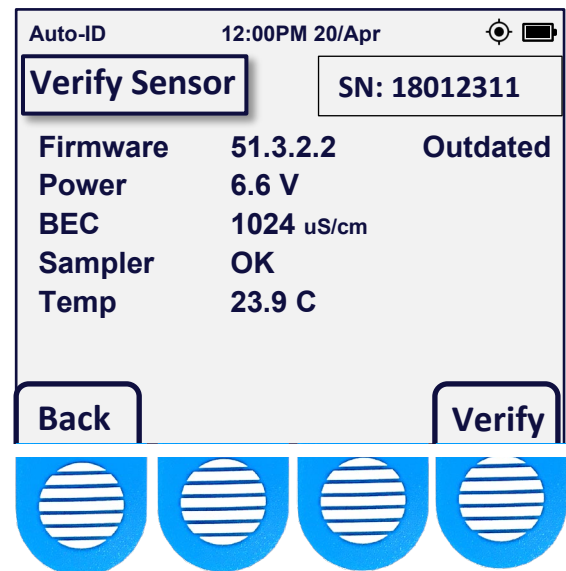 Auto-ID 12:00PM 20/Apr
Verify Sensor SN: 18012311
Firmware 51.3.2.2 Outdated
Power 6.6 V
BEC 1024 uS/cm
Sampler OK
Temp 23.9 C
Back Verify